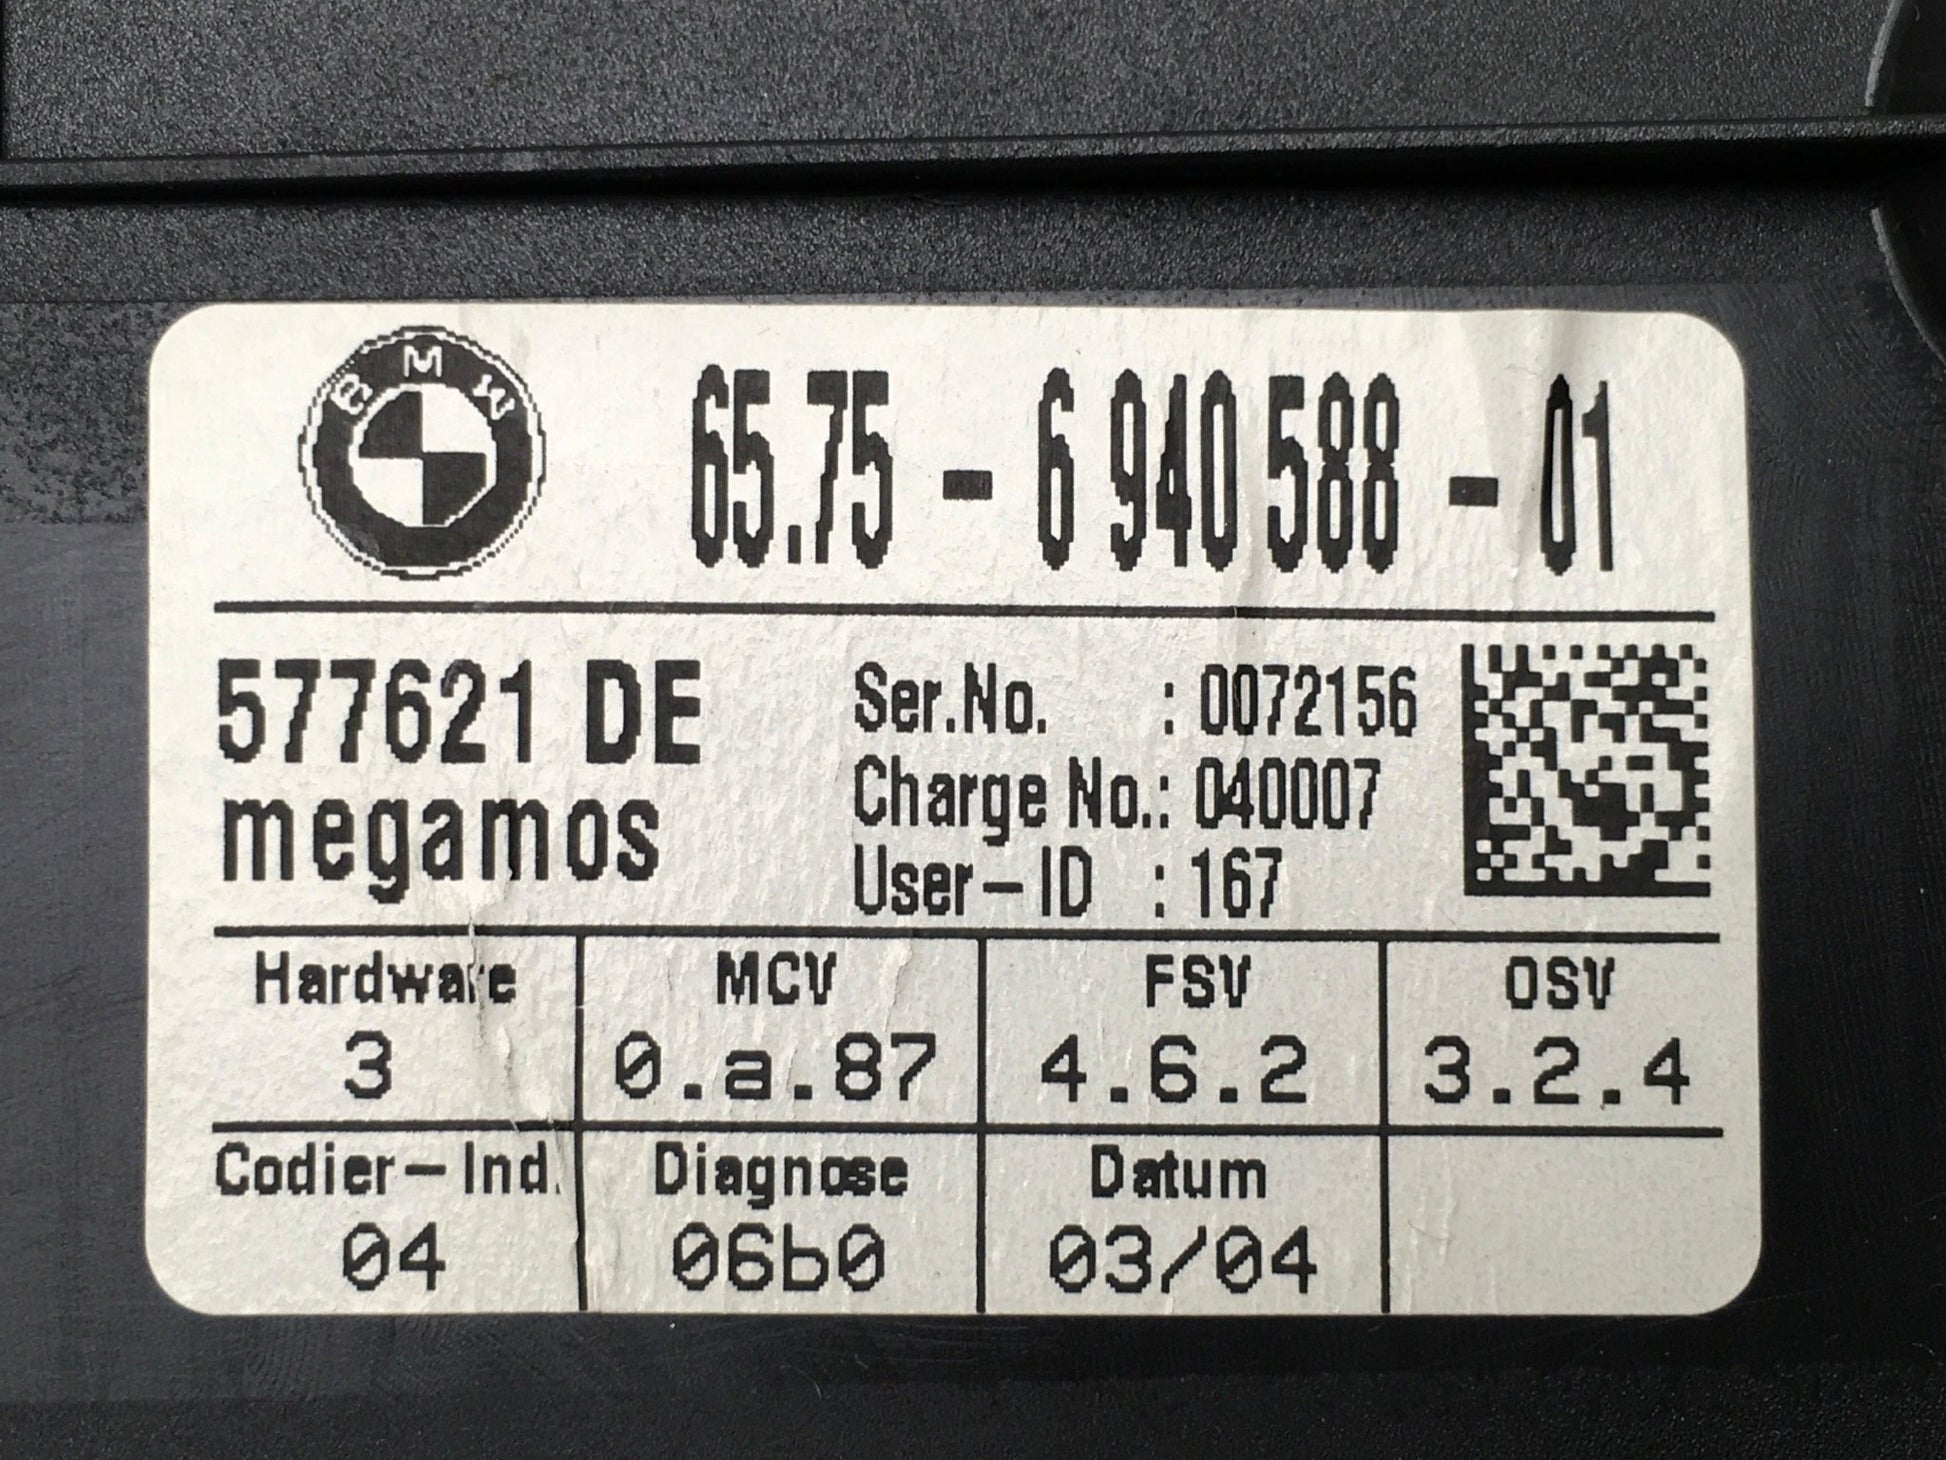 BMW
65.75 - 6 940 588 - 01
577621 DE
megamos
Ser.No. : 0072156
Charge No.: 040007
User-ID : 167
Hardware MCV FSV OSV
3 0.a.87 4.6.2 3.2.4
Codier-Ind. Diagnose Datum
04 06b0 03/04